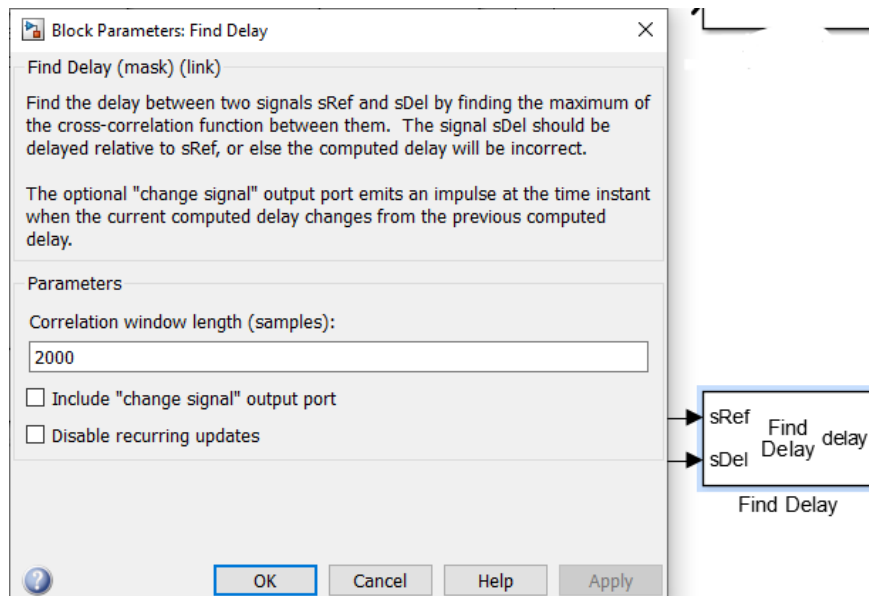 Block Parameters: Find Delay
Find Delay (mask) (link)
Find the delay between two signals sRef and sDel by finding the maximum of
the cross-correlation function between them.  The signal sDel should be
delayed relative to sRef, or else the computed delay will be incorrect.
The optional "change signal" output port emits an impulse at the time instant
when the current computed delay changes from the previous computed
delay.
Parameters
Correlation window length (samples):
2000
Include "change signal" output port
Disable recurring updates
OK Cancel Help Apply
sRef
sDel
Find
Delay
delay
Find Delay